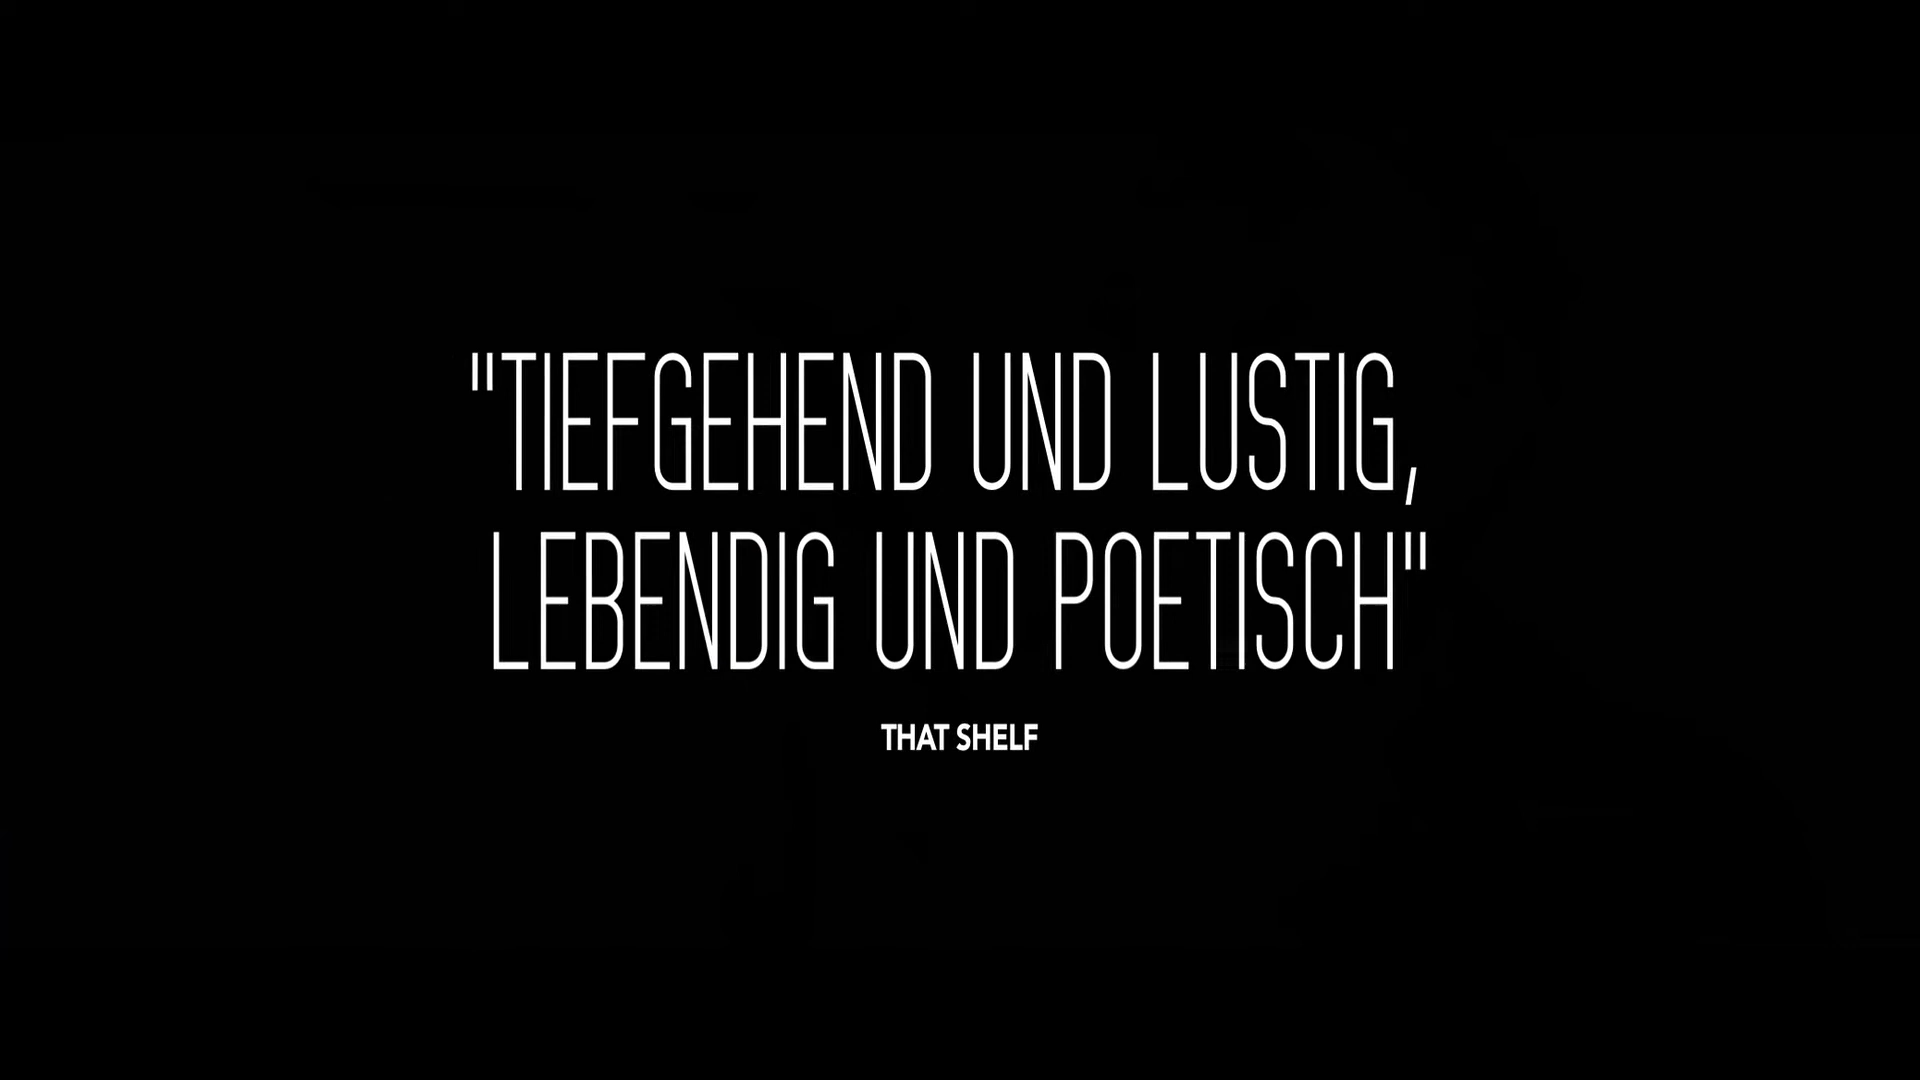 "TIEFGEHEND UND LUSTIG,
LEBENDIG UND POETISCH"
THAT SHELF